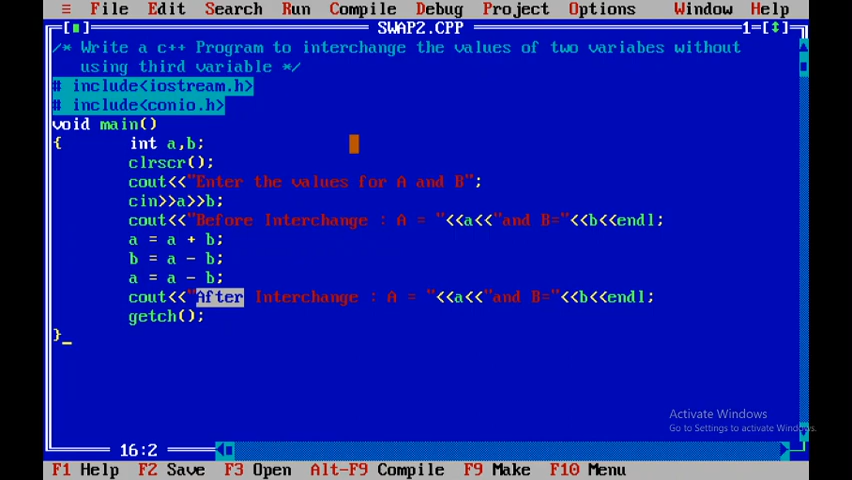 ≡ File Edit Search Run Compile Debug Project Options Window Help
[■] SWAP2.CPP 1=[↕]
/* Write a c++ Program to interchange the values of two variabes without
using third variable */
# include<iostream.h>
# include<conio.h>
void main()
{ int a,b;
clrscr();
cout<<"Enter the values for A and B";
cin>>a>>b;
cout<<"Before Interchange : A = "<<a<<"and B="<<b<<endl;
a = a + b;
b = a - b;
a = a - b;
cout<<"After Interchange : A = "<<a<<"and B="<<b<<endl;
getch();
}_
Activate Windows
Go to Settings to activate Windows.
16:2
F1 Help F2 Save F3 Open Alt-F9 Compile F9 Make F10 Menu